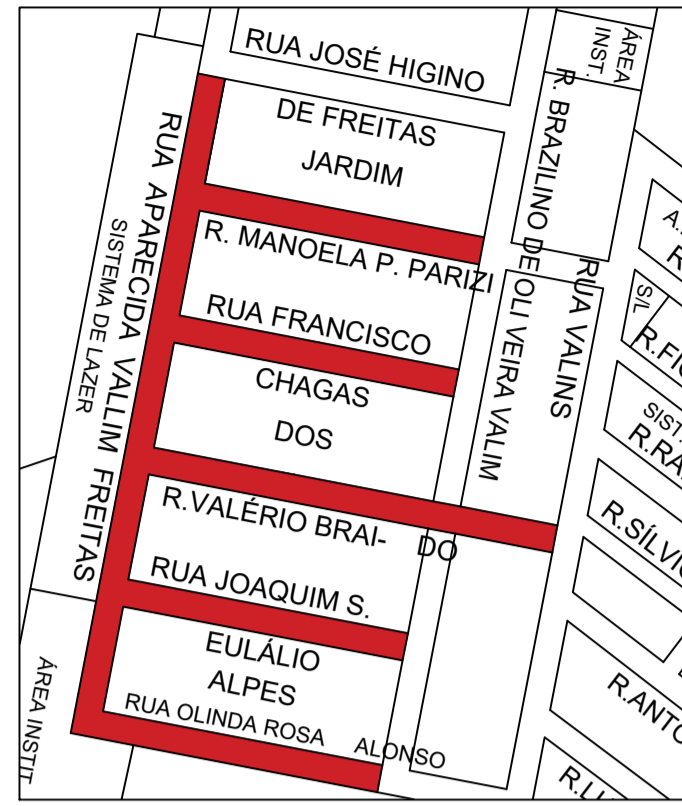 RUA JOSÉ HIGINO
ÁREA
INST.
DE FREITAS
JARDIM
R. BRAZILINO DE OLI VEIRA VALIM
RUA APARECIDA VALLIM FREITAS
SISTEMA DE LAZER
R. MANOELA P. PARIZI
RUA VALINS
S/L
RUA FRANCISCO
CHAGAS
DOS
SIST.
R.VALÉRIO BRAI- DO
RUA JOAQUIM S.
EULÁLIO
ALPES
RUA OLINDA ROSA ALONSO
ÁREA INSTIT
R.SÍLVI
R.ANTO